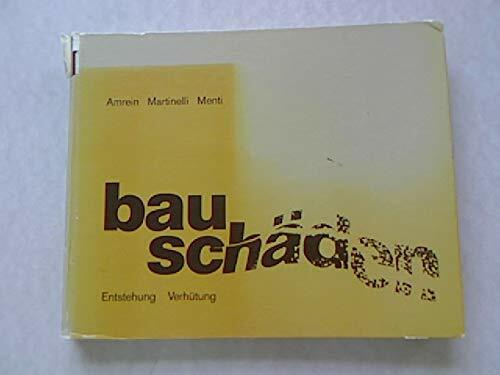 Amrein Martinelli Menti
bau
schäden
Entstehung Verhütung